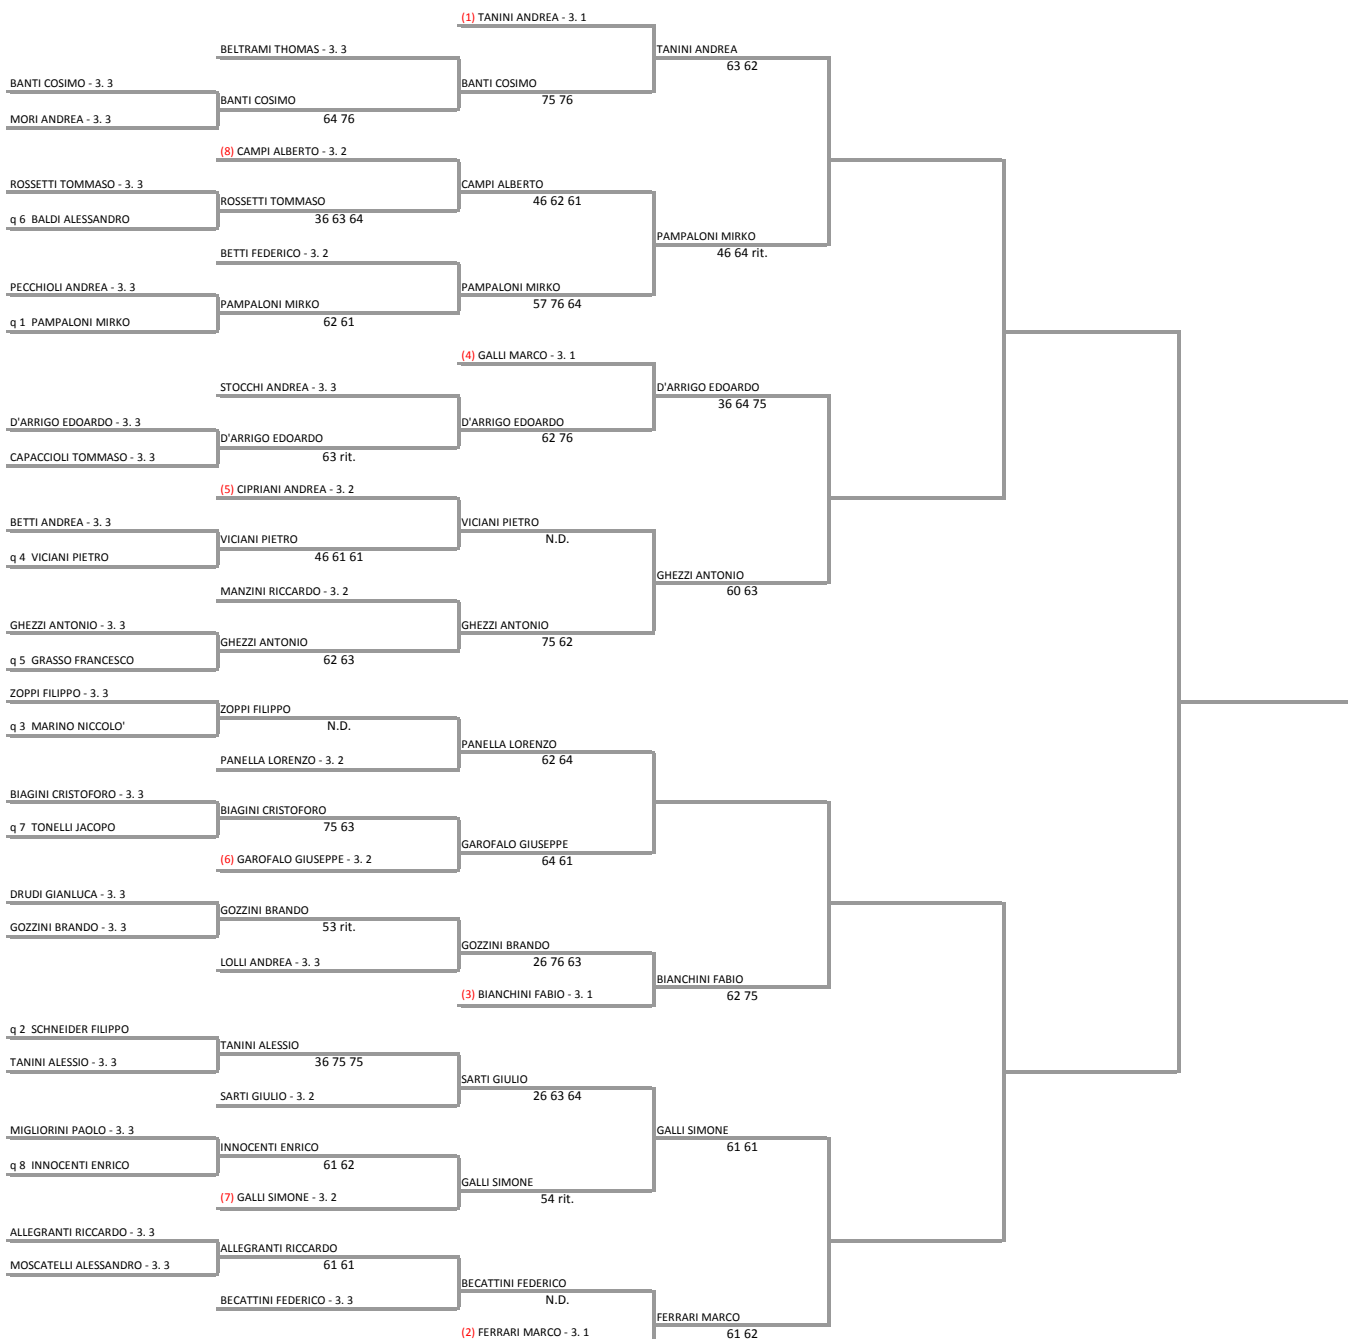 (1) TANINI ANDREA - 3. 1
BELTRAMI THOMAS - 3. 3
TANINI ANDREA
63 62
BANTI COSIMO - 3. 3
BANTI COSIMO
75 76
BANTI COSIMO
64 76
MORI ANDREA - 3. 3
(8) CAMPI ALBERTO - 3. 2
ROSSETTI TOMMASO - 3. 3
CAMPI ALBERTO
46 62 61
ROSSETTI TOMMASO
36 63 64
q 6 BALDI ALESSANDRO
PAMPALONI MIRKO
46 64 rit.
BETTI FEDERICO - 3. 2
PECCHIOLI ANDREA - 3. 3
PAMPALONI MIRKO
57 76 64
PAMPALONI MIRKO
62 61
q 1 PAMPALONI MIRKO
(4) GALLI MARCO - 3. 1
STOCCHI ANDREA - 3. 3
D'ARRIGO EDOARDO
36 64 75
D'ARRIGO EDOARDO - 3. 3
D'ARRIGO EDOARDO
62 76
D'ARRIGO EDOARDO
63 rit.
CAPACCIOLI TOMMASO - 3. 3
(5) CIPRIANI ANDREA - 3. 2
BETTI ANDREA - 3. 3
VICIANI PIETRO
N.D.
VICIANI PIETRO
46 61 61
q 4 VICIANI PIETRO
GHEZZI ANTONIO
60 63
MANZINI RICCARDO - 3. 2
GHEZZI ANTONIO - 3. 3
GHEZZI ANTONIO
75 62
GHEZZI ANTONIO
62 63
q 5 GRASSO FRANCESCO
ZOPPI FILIPPO - 3. 3
ZOPPI FILIPPO
N.D.
q 3 MARINO NICCOLO'
PANELLA LORENZO
62 64
PANELLA LORENZO - 3. 2
BIAGINI CRISTOFORO - 3. 3
BIAGINI CRISTOFORO
75 63
q 7 TONELLI JACOPO
GAROFALO GIUSEPPE
64 61
(6) GAROFALO GIUSEPPE - 3. 2
DRUDI GIANLUCA - 3. 3
GOZZINI BRANDO
53 rit.
GOZZINI BRANDO - 3. 3
GOZZINI BRANDO
26 76 63
LOLLI ANDREA - 3. 3
BIANCHINI FABIO
62 75
(3) BIANCHINI FABIO - 3. 1
q 2 SCHNEIDER FILIPPO
TANINI ALESSIO
36 75 75
TANINI ALESSIO - 3. 3
SARTI GIULIO
26 63 64
SARTI GIULIO - 3. 2
MIGLIORINI PAOLO - 3. 3
GALLI SIMONE
61 61
INNOCENTI ENRICO
61 62
q 8 INNOCENTI ENRICO
GALLI SIMONE
54 rit.
(7) GALLI SIMONE - 3. 2
ALLEGRANTI RICCARDO - 3. 3
ALLEGRANTI RICCARDO
61 61
MOSCATELLI ALESSANDRO - 3. 3
BECATTINI FEDERICO
N.D.
BECATTINI FEDERICO - 3. 3
FERRARI MARCO
61 62
(2) FERRARI MARCO - 3. 1